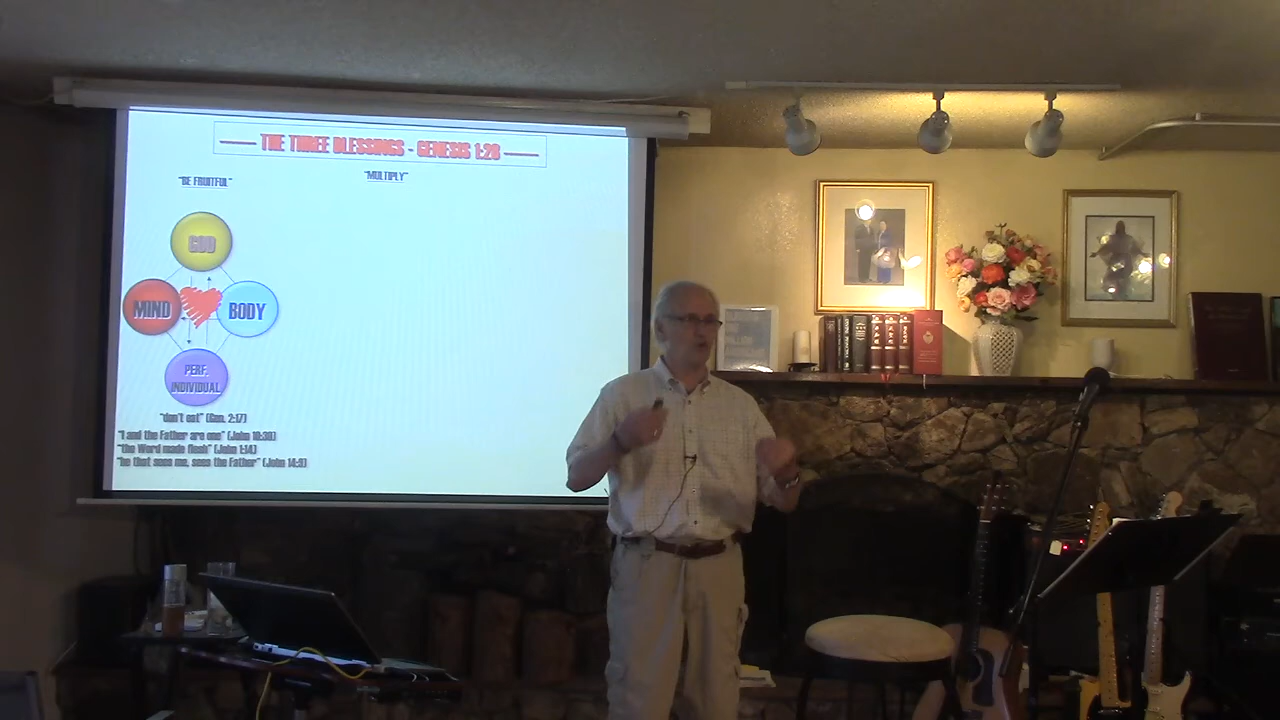 THE THREE BLESSINGS - GENESIS 1:28
"BE FRUITFUL"
"MULTIPLY"
GOD
MIND
BODY
PERF.
INDIVIDUAL
"don't eat" (Gen. 2:17)
"I and the Father are one" (John 10:30)
"the Word made flesh" (John 1:14)
"he that sees me, sees the Father" (John 14:9)